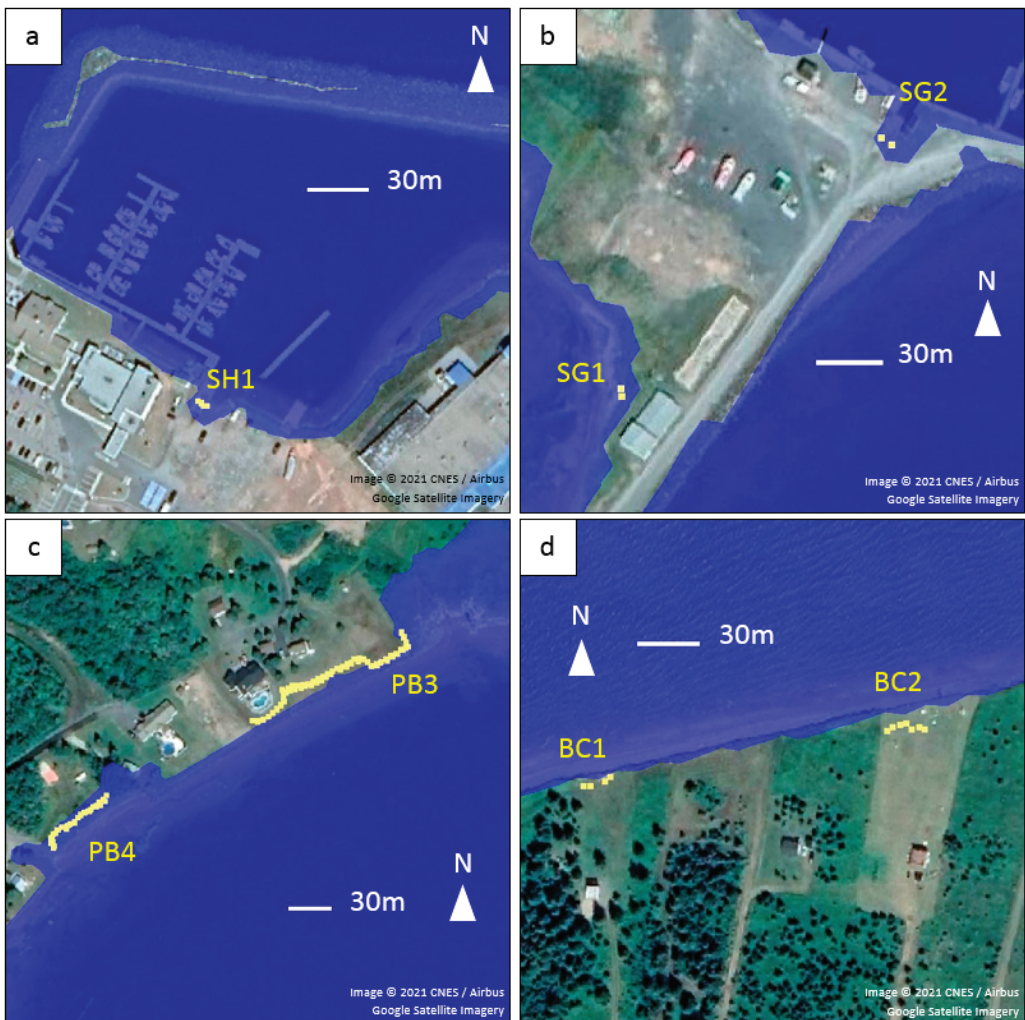 a
N
30m
SH1
Image © 2021 CNES / Airbus
Google Satellite Imagery
b
SG2
N
30m
SG1
Image © 2021 CNES / Airbus
Google Satellite Imagery
c
PB3
PB4
N
30m
Image © 2021 CNES / Airbus
Google Satellite Imagery
d
N
30m
BC2
BC1
Image © 2021 CNES / Airbus
Google Satellite Imagery